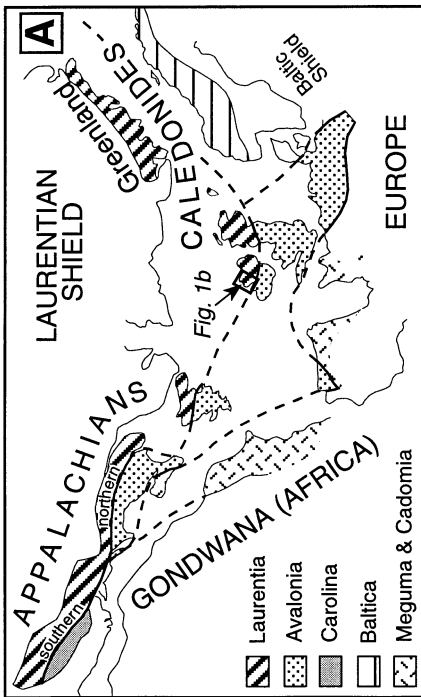 A
LAURENTIAN
SHIELD
Greenland
CALEDONIDES
Baltic
Shield
APPALACHIANS
northern
southern
Fig. 1b
EUROPE
GONDWANA (AFRICA)
Laurentia
Avalonia
Carolina
Baltica
Meguma & Cadomia